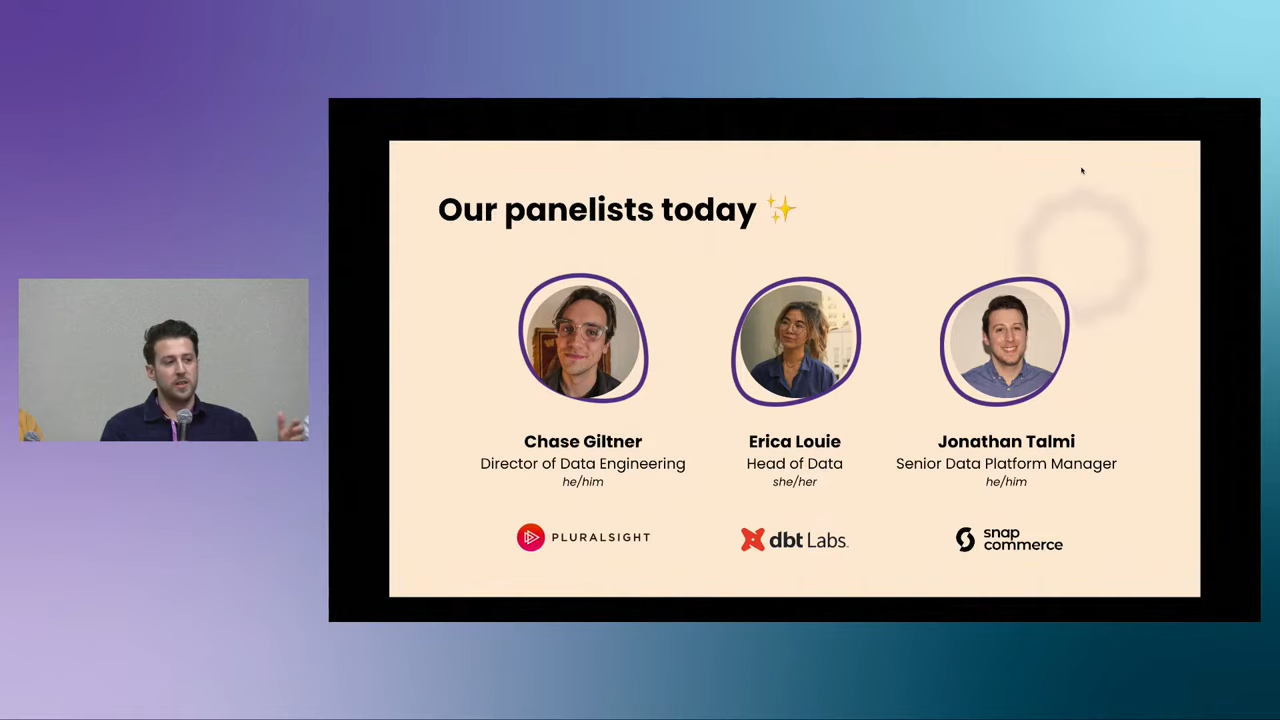 Our panelists today ✨
Chase Giltner
Director of Data Engineering
he/him
PLURALSIGHT
Erica Louie
Head of Data
she/her
dbt Labs.
Jonathan Talmi
Senior Data Platform Manager
he/him
snap
commerce